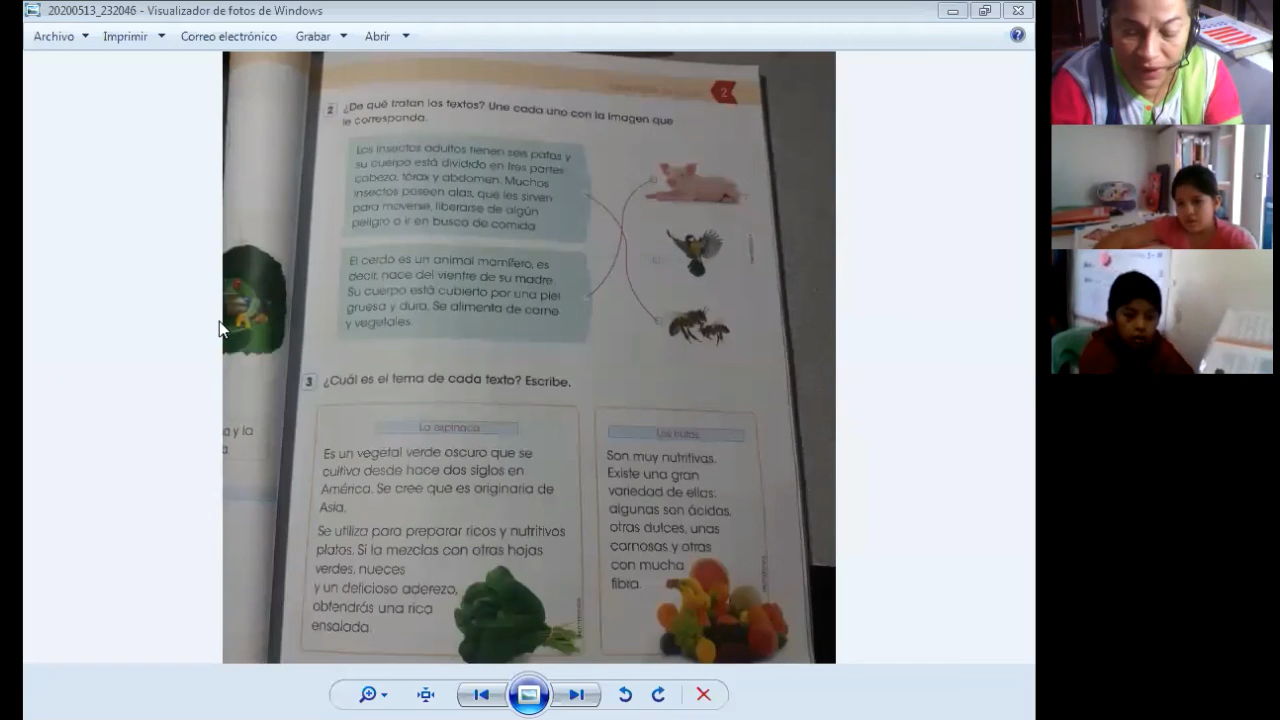 20200513_232046 - Visualizador de fotos de Windows
Archivo Imprimir Correo electrónico Grabar Abrir
2
2 ¿De qué tratan los textos? Une cada uno con la imagen que
le corresponda.
Los insectos adultos tienen seis patas y
su cuerpo está dividido en tres partes
cabeza, tórax y abdomen. Muchos
insectos poseen alas, que les sirven
para moverse, liberarse de algún
peligro o ir en busca de comida
El cerdo es un animal mamífero, es
decir, nace del vientre de su madre.
Su cuerpo está cubierto por una piel
gruesa y dura. Se alimenta de carne
y vegetales.
a y la
a
3 ¿Cuál es el tema de cada texto? Escribe.
La espinaca
Es un vegetal verde oscuro que se
cultiva desde hace dos siglos en
América. Se cree que es originaria de
Asia.
Se utiliza para preparar ricos y nutritivos
platos. Si la mezclas con otras hojas
verdes, nueces
y un delicioso aderezo,
obtendrás una rica
ensalada.
Las frutas
Son muy nutritivas.
Existe una gran
variedad de ellas:
algunas son ácidas,
otras dulces, unas
carnosas y otras
con mucha
fibra.